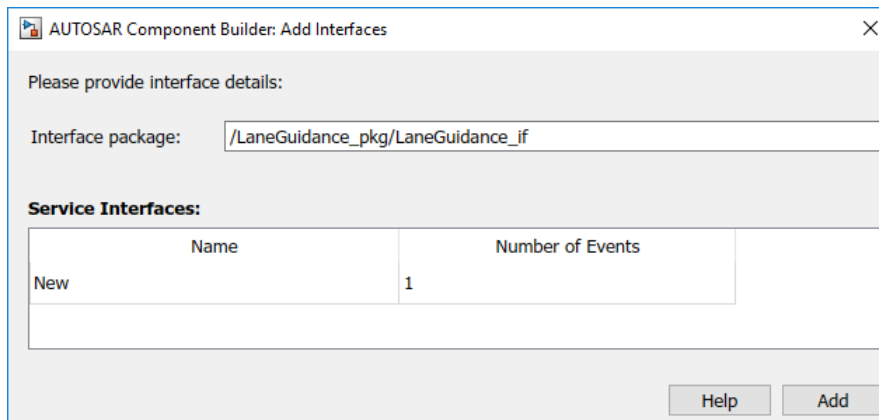 AUTOSAR Component Builder: Add Interfaces
Please provide interface details:
Interface package: /LaneGuidance_pkg/LaneGuidance_if
Service Interfaces:
Name Number of Events
New 1
Help Add